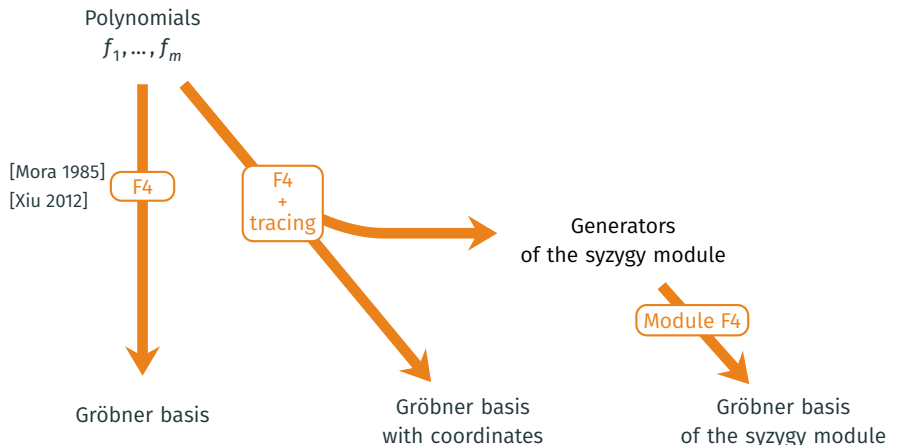 Polynomials
f₁, ..., fₘ
[Mora 1985]
[Xiu 2012]
F4
F4
+
tracing
Generators
of the syzygy module
Module F4
Gröbner basis
Gröbner basis
with coordinates
Gröbner basis
of the syzygy module